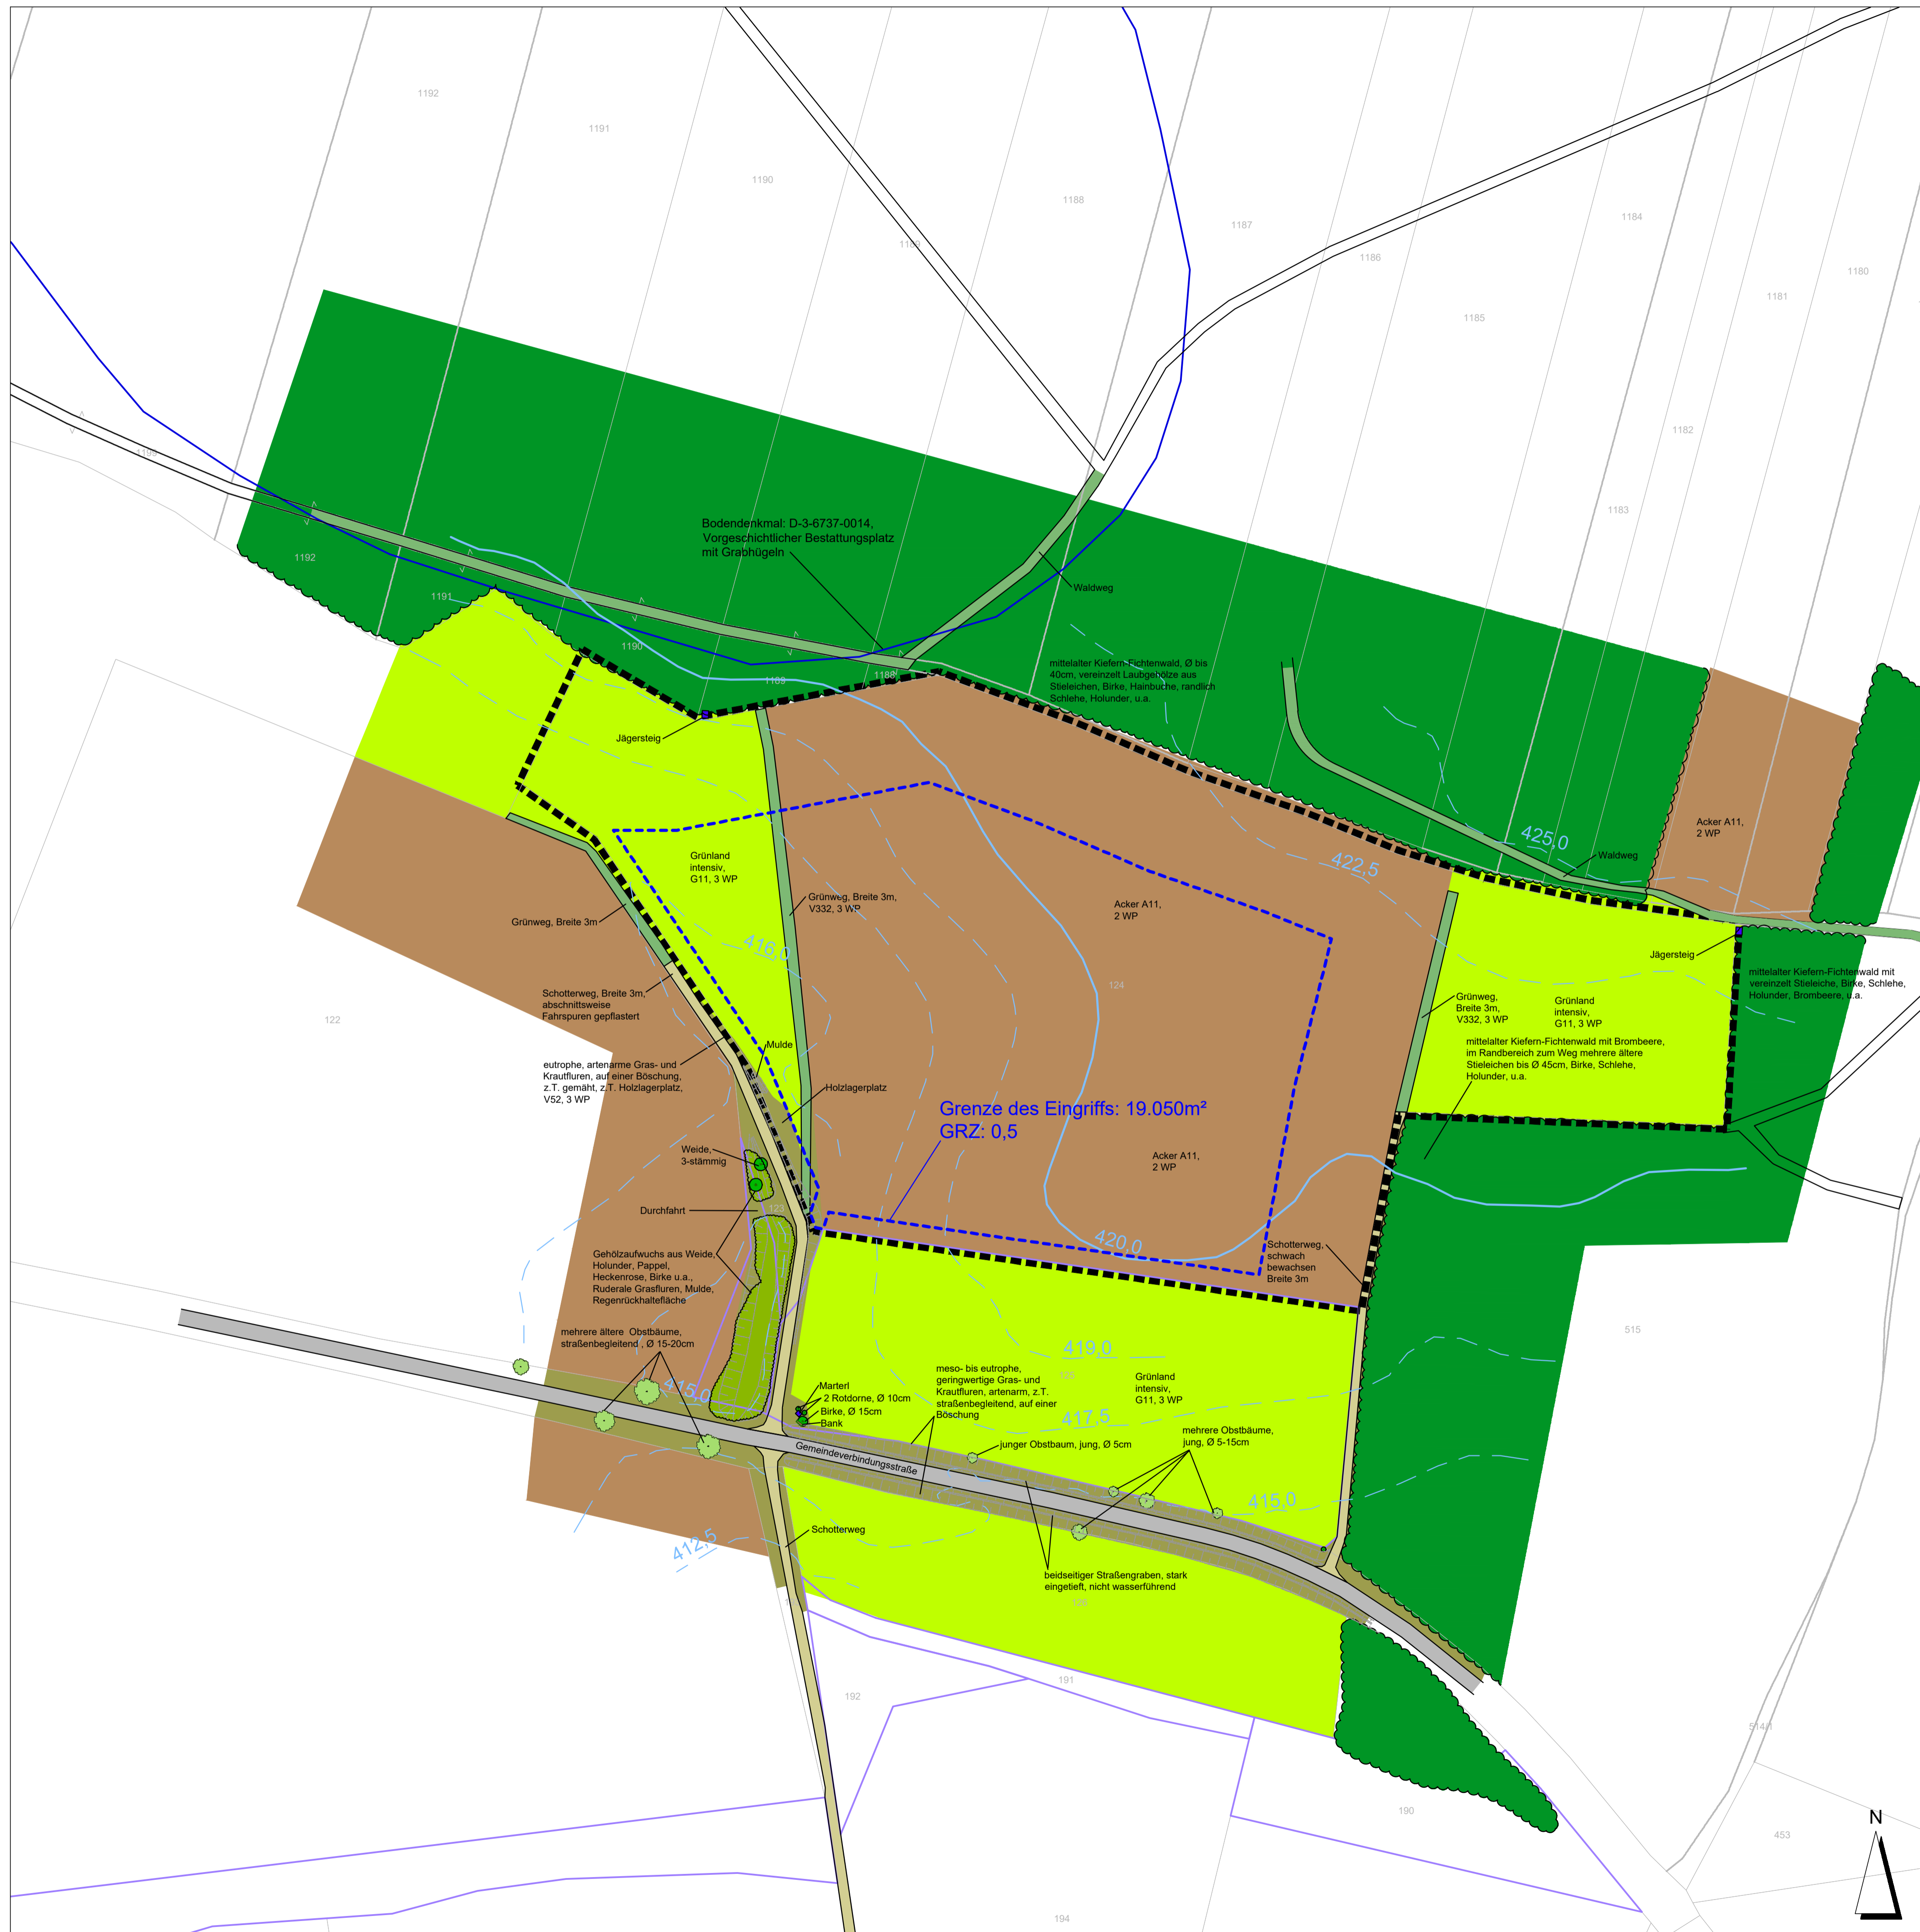 1192
1191
1190
1189
1188
1187
1186
1185
1184
1180
1181
1182
1183
1193
1192
1191
1190
1189
1188
Bodendenkmal: D-3-6737-0014,
Vorgeschichtlicher Bestattungsplatz
mit Grabhügeln
Waldweg
mittelalter Kiefern-Fichtenwald, Ø bis
40cm, vereinzelt Laubgehölze aus
Stieleichen, Birke, Hainbuche, randlich
Schlehe, Holunder, u.a.
Jägersteig
425,0
422,5
Waldweg
Acker A11,
2 WP
Grünland
intensiv,
G11, 3 WP
Grünweg, Breite 3m,
V332, 3 WP
416,0
Acker A11,
2 WP
124
Grünweg, Breite 3m
Schotterweg, Breite 3m,
abschnittsweise
Fahrspuren gepflastert
122
Jägersteig
mittelalter Kiefern-Fichtenwald mit
vereinzelt Stieleiche, Birke, Schlehe,
Holunder, Brombeere, u.a.
Grünweg,
Breite 3m,
V332, 3 WP
Grünland
intensiv,
G11, 3 WP
mittelalter Kiefern-Fichtenwald mit Brombeere,
im Randbereich zum Weg mehrere ältere
Stieleichen bis Ø 45cm, Birke, Schlehe,
Holunder, u.a.
Mulde
eutrophe, artenarme Gras- und
Krautfluren, auf einer Böschung,
z.T. gemäht, z.T. Holzlagerplatz,
V52, 3 WP
Holzlagerplatz
Grenze des Eingriffs: 19.050m²
GRZ: 0,5
Weide,
3-stämmig
Acker A11,
2 WP
Durchfahrt
123
420,0
Schotterweg,
schwach
bewachsen
Breite 3m
Gehölzaufwuchs aus Weide,
Holunder, Pappel,
Heckenrose, Birke u.a.,
Ruderale Grasfluren, Mulde,
Regenrückhaltefläche
mehrere ältere Obstbäume,
straßenbegleitend , Ø 15-20cm
419,0
125
515
415,0
Marterl
2 Rotdorne, Ø 10cm
Birke, Ø 15cm
Bank
meso- bis eutrophe,
geringwertige Gras- und
Krautfluren, artenarm, z.T.
straßenbegleitend, auf einer
Böschung
Grünland
intensiv,
G11, 3 WP
417,5
Gemeindeverbindungsstraße
junger Obstbaum, jung, Ø 5cm
mehrere Obstbäume,
jung, Ø 5-15cm
415,0
412,5
Schotterweg
beidseitiger Straßengraben, stark
eingetieft, nicht wasserführend
126
191
192
514/1
190
453
194
N